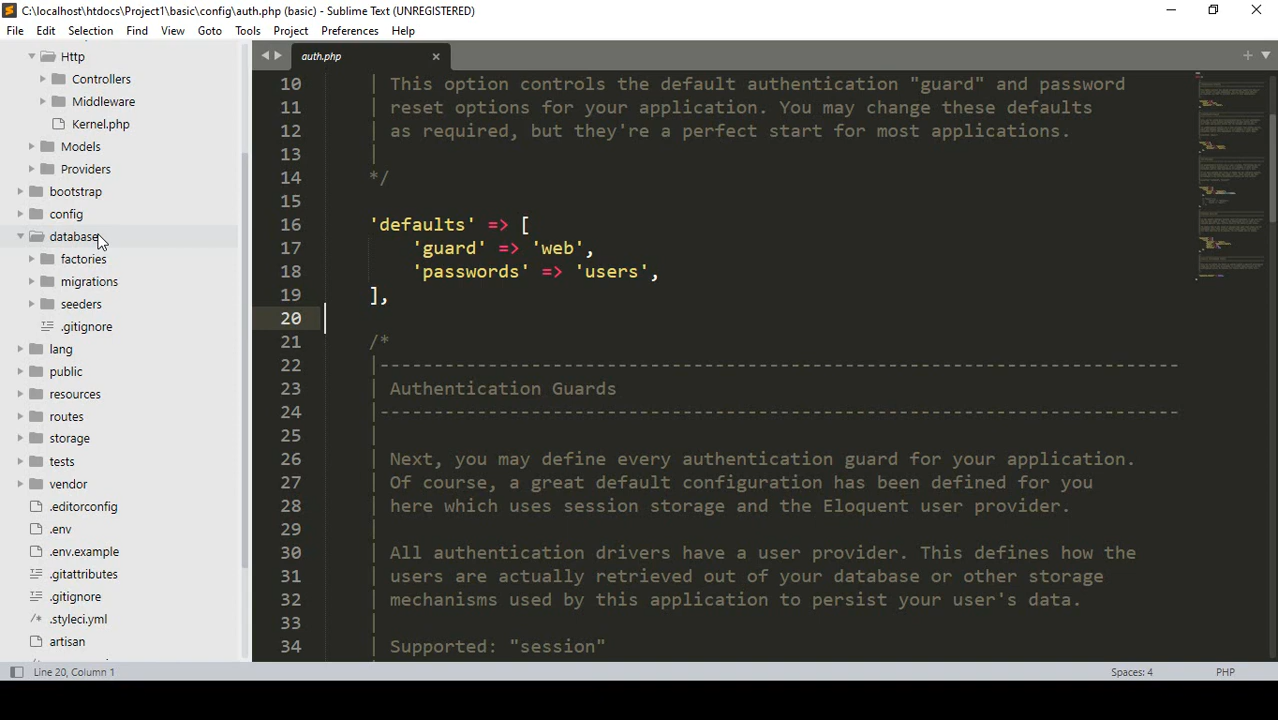 C:\localhost\htdocs\Project1\basic\config\auth.php (basic) - Sublime Text (UNREGISTERED)
File Edit Selection Find View Goto Tools Project Preferences Help
Http
Controllers
Middleware
Kernel.php
Models
Providers
bootstrap
config
database
factories
migrations
seeders
.gitignore
lang
public
resources
routes
storage
tests
vendor
.editorconfig
.env
.env.example
.gitattributes
.gitignore
.styleci.yml
artisan
auth.php
10 | This option controls the default authentication "guard" and password
11 | reset options for your application. You may change these defaults
12 | as required, but they're a perfect start for most applications.
13 |
14 */
15
16 'defaults' => [
17 'guard' => 'web',
18 'passwords' => 'users',
19 ],
20
21 /*
22 |--------------------------------------------------------------------------
23 | Authentication Guards
24 |--------------------------------------------------------------------------
25 |
26 | Next, you may define every authentication guard for your application.
27 | Of course, a great default configuration has been defined for you
28 | here which uses session storage and the Eloquent user provider.
29 |
30 | All authentication drivers have a user provider. This defines how the
31 | users are actually retrieved out of your database or other storage
32 | mechanisms used by this application to persist your user's data.
33 |
34 | Supported: "session"
Line 20, Column 1
Spaces: 4
PHP